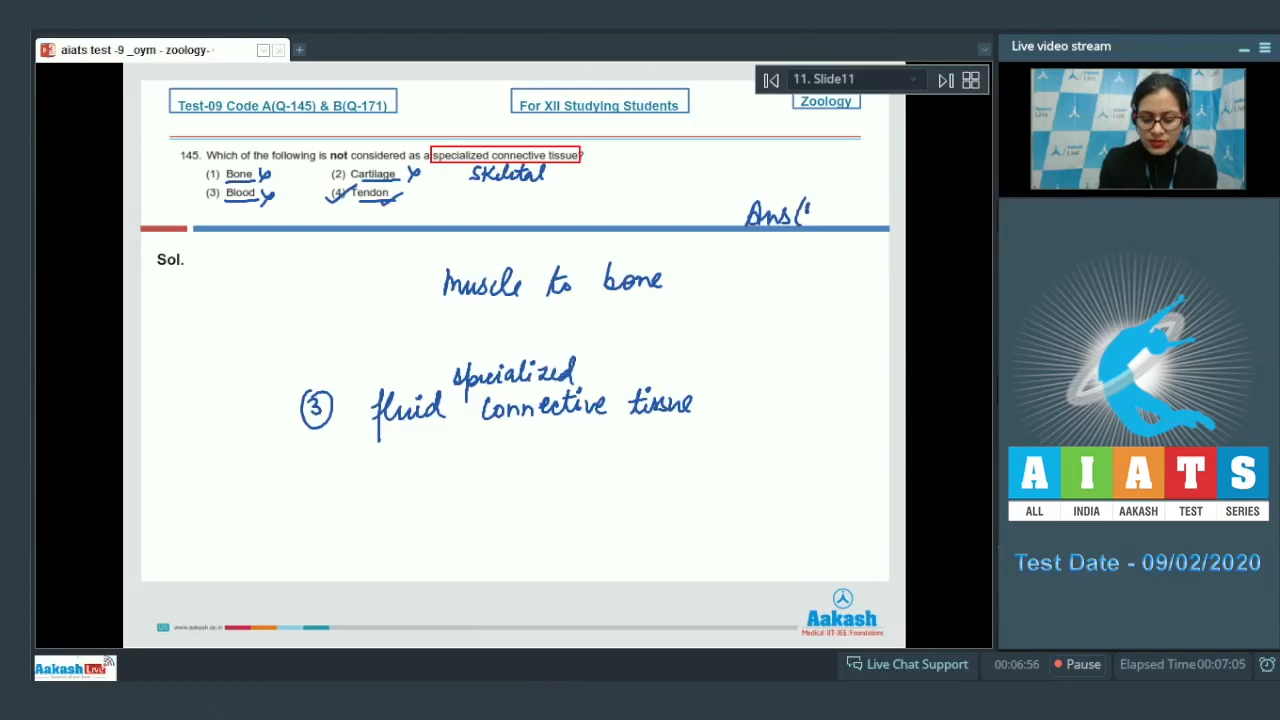 aiats test -9 _oym - zoology-
Live video stream
11. Slide11
Test-09 Code A(Q-145) & B(Q-171)
For XII Studying Students
Zoology
145. Which of the following is not considered as a specialized connective tissue?
(1) Bone
(2) Cartilage
skeletal
(3) Blood
(4) Tendon
Ans(
Sol.
Muscle to bone
specialized
3 fluid connective tissue
A I A T S
ALL INDIA AAKASH TEST SERIES
Test Date - 09/02/2020
www.aakash.ac.in
Aakash
Medical|IIT-JEE|Foundations
Aakash Live
Live Chat Support
00:06:56
Pause
Elapsed Time 00:07:05